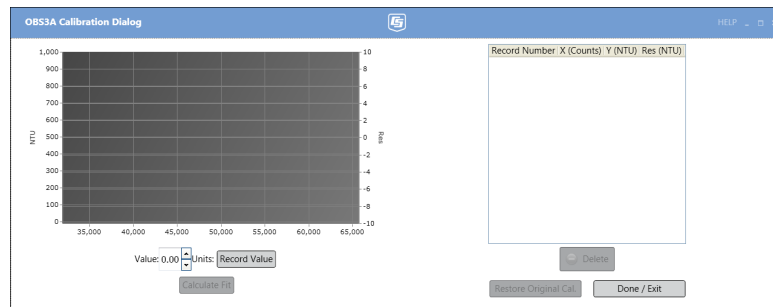 OBS3A Calibration Dialog
HELP
1,000
900
800
700
600
500
400
300
200
100
0
NTU
10
8
6
4
2
0
-2
-4
-6
-8
-10
Res
35,000 40,000 45,000 50,000 55,000 60,000 65,000
Value: 0.00 Units: Record Value
Calculate Fit
Record Number X (Counts) Y (NTU) Res (NTU)
Delete
Restore Original Cal. Done / Exit